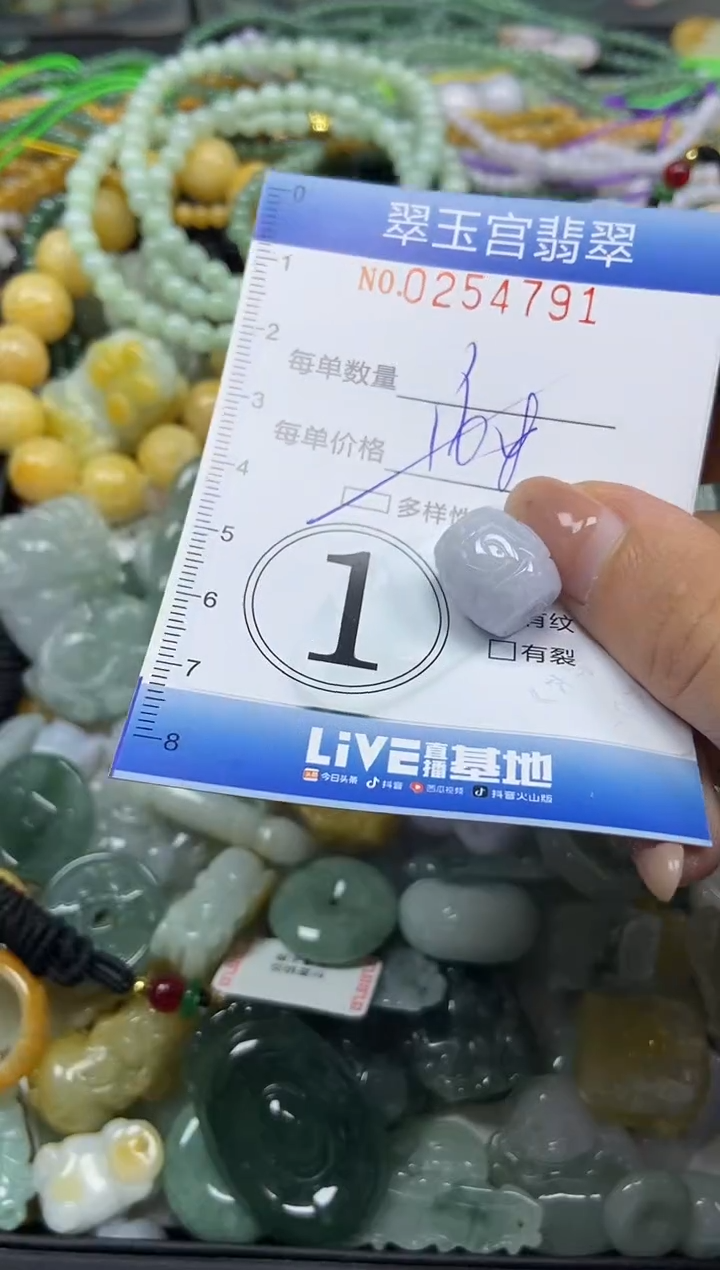 0
翠玉宫翡翠
1
NO.0254791
2
每单数量
3
每单价格
4
多样性
5
1
6
有纹
有裂
7
8
LiVE直播基地
今日头条 抖音 西瓜视频 抖音火山版